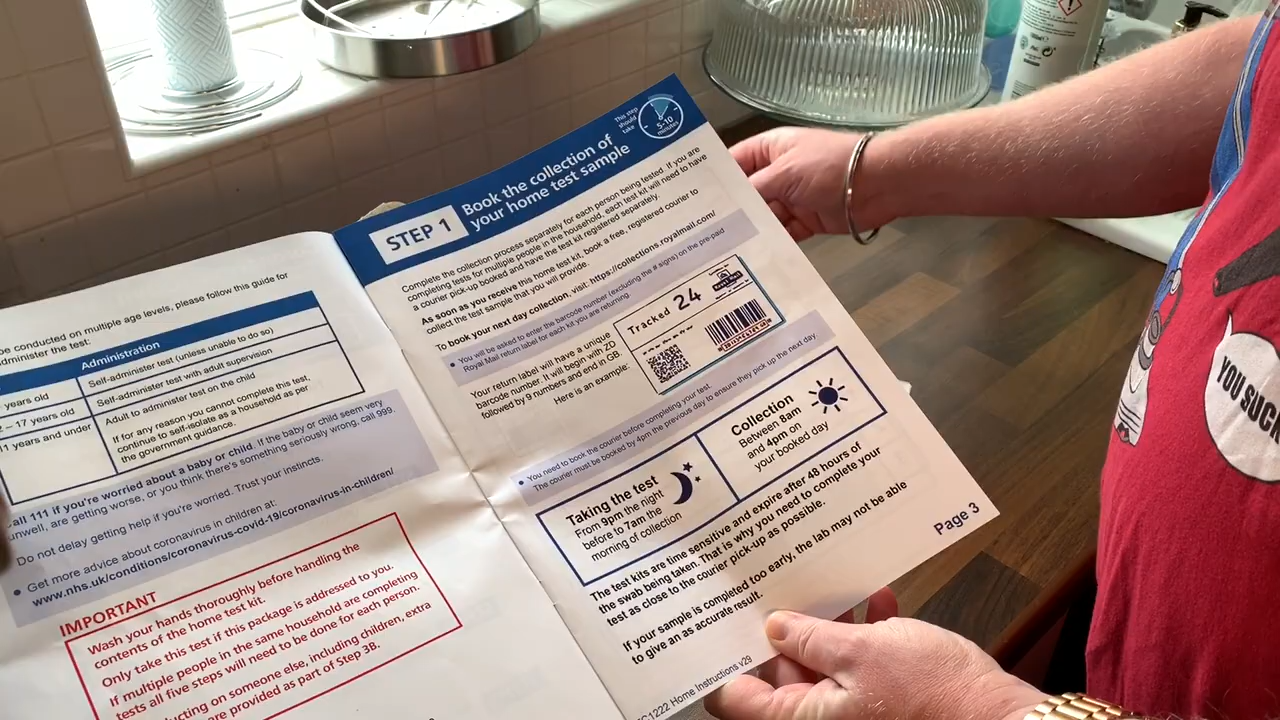 be conducted on multiple age levels, please follow this guide for
administer the test:
Administration
years old
Self-administer test (unless unable to do so)
2 – 17 years old
Self-administer test with adult supervision
11 years and under
Adult to administer test on the child
If for any reason you cannot complete this test,
continue to self-isolate as a household as per
the government guidance.
Call 111 if you're worried about a baby or child. If the baby or child seem very
unwell, are getting worse, or you think there's something seriously wrong, call 999.
Do not delay getting help if you're worried. Trust your instincts.
• Get more advice about coronavirus in children at:
www.nhs.uk/conditions/coronavirus-covid-19/coronavirus-in-children/
IMPORTANT
Wash your hands thoroughly before handling the
contents of the home test kit.
Only take this test if this package is addressed to you.
If multiple people in the same household are completing
tests all five steps will need to be done for each person.
conducting on someone else, including children, extra
are provided as part of Step 3B.
STEP 1
Book the collection of
your home test sample
This step
should
take
5-10
minutes
Complete the collection process separately for each person being tested. If you are
completing tests for multiple people in the household, each test kit will need to have
a courier pick-up booked and have the test kit registered separately.
As soon as you receive this home test kit, book a free, registered courier to
collect the test sample that you will provide.
To book your next day collection, visit: https://collections.royalmail.com/
• You will be asked to enter the barcode number (excluding the # signs) on the pre-paid
Royal Mail return label for each kit you are returning.
Your return label will have a unique
barcode number. It will begin with ZD
followed by 9 numbers and end in GB.
Here is an example:
Tracked 24
• You need to book the courier before completing your test.
The courier must be booked by 4pm the previous day to ensure they pick up the next day.
Taking the test
From 9pm the night
before to 7am the
morning of collection
Collection
Between 8am
and 4pm on
your booked day
The test kits are time sensitive and expire after 48 hours of
the swab being taken. That is why you need to complete your
test as close to the courier pick-up as possible.
If your sample is completed too early, the lab may not be able
to give an as accurate result.
Page 3
1222 Home Instructions v29
YOU SUCK